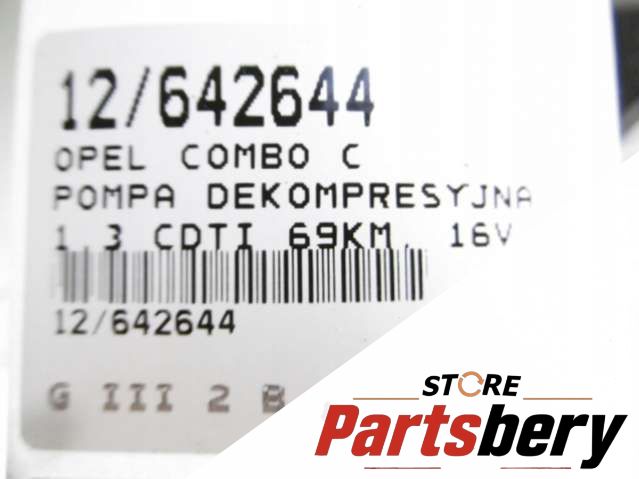 12/642644
OPEL COMBO C
POMPA DEKOMPRESYJNA
1.3 CDTI 69KM, 16V
12/642644
G III 2 B
STORE
Partsbery